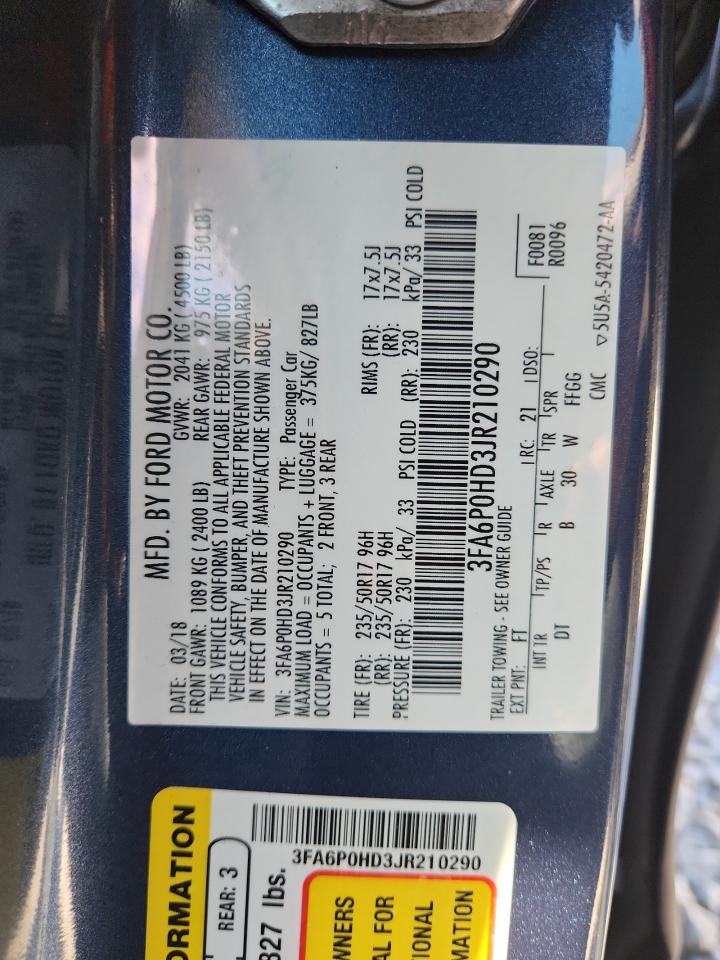 MFD. BY FORD MOTOR CO.
DATE: 03/18 GVWR: 2041 KG / 4500 LB)
FRONT GAWR: 1089 KG ( 2400 LB) REAR GAWR: 975 KG ( 2150 LB)
THIS VEHICLE CONFORMS TO ALL APPLICABLE FEDERAL MOTOR
VEHICLE SAFETY, BUMPER, AND THEFT PREVENTION STANDARDS
IN EFFECT ON THE DATE OF MANUFACTURE SHOWN ABOVE.
VIN: 3FA6P0HD3JR210290 TYPE: Passenger Car
MAXIMUM LOAD = OCCUPANTS + LUGGAGE = 375KG/ 827LB
OCCUPANTS = 5 TOTAL; 2 FRONT, 3 REAR
TIRE (FR): 235/50R17 96H RIMS (FR): 17x7.5J
(RR): 235/50R17 96H (RR): 17x7.5J
PRESSURE (FR): 230 kPa/ 33 PSI COLD (RR): 230 kPa/ 33 PSI COLD
3FA6P0HD3JR210290
TRAILER TOWING - SEE OWNER GUIDE
EXT PNT: FT RC: 21 DSO: F0081
R0096
INT TR TP/PS R AXLE TR SPR
DT B 30 W FFGG
CMC ▽5U5A-5420472-AA
ORMATION
REAR: 3
827 lbs.
3FA6P0HD3JR210290
WNERS
AL FOR
TIONAL
MATION